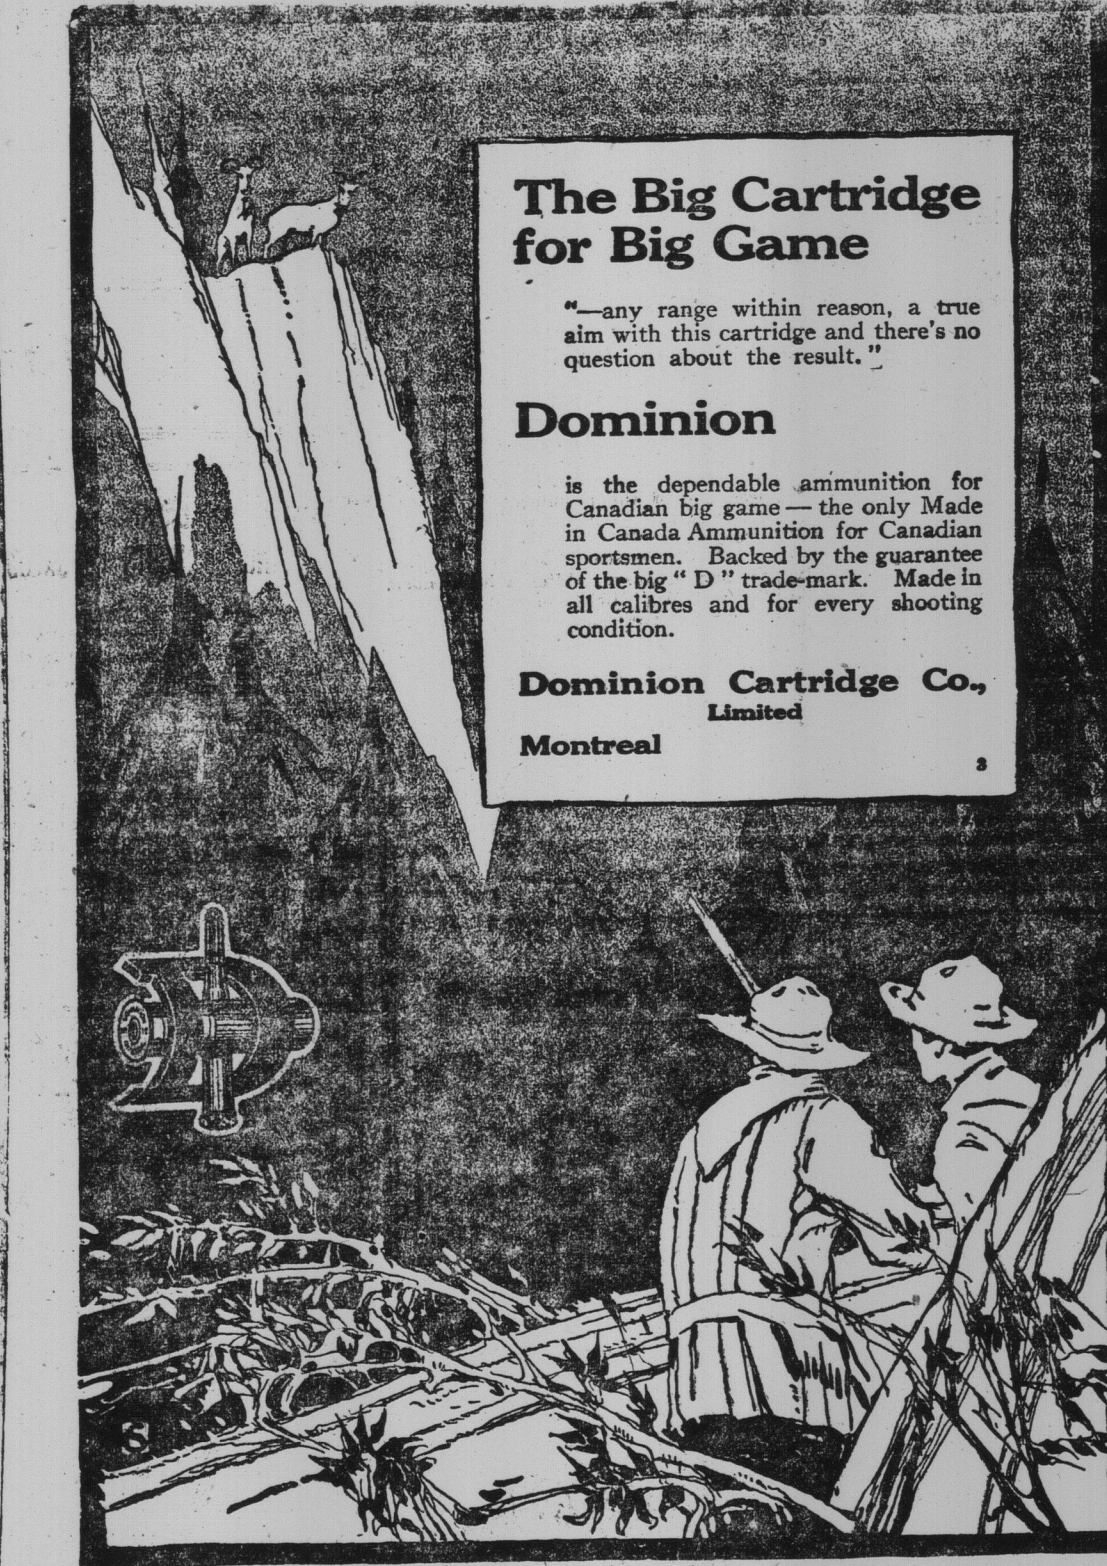 The Big Cartridge
for Big Game
"—any range within reason, a true
aim with this cartridge and there's no
question about the result."
Dominion
is the dependable ammunition for
Canadian big game — the only Made
in Canada Ammunition for Canadian
sportsmen. Backed by the guarantee
of the big " D " trade-mark. Made in
all calibres and for every shooting
condition.
Dominion Cartridge Co.,
Limited
Montreal
3
S